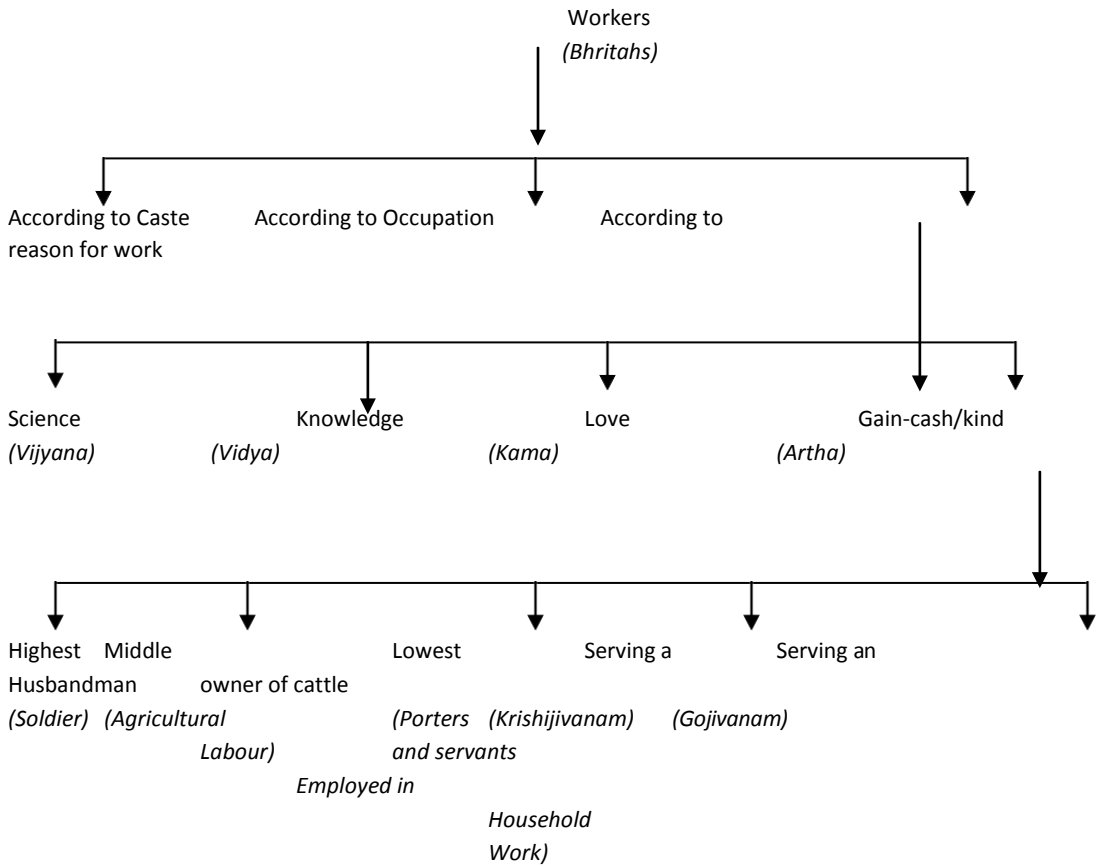 Workers
(Bhritahs)
According to Caste According to Occupation According to
reason for work
Science Knowledge Love Gain-cash/kind
(Vijyana) (Vidya) (Kama) (Artha)
Highest Middle Lowest Serving a Serving an
Husbandman owner of cattle
(Soldier) (Agricultural (Porters (Krishijivanam) (Gojivanam)
Labour) and servants
Employed in
Household
Work)